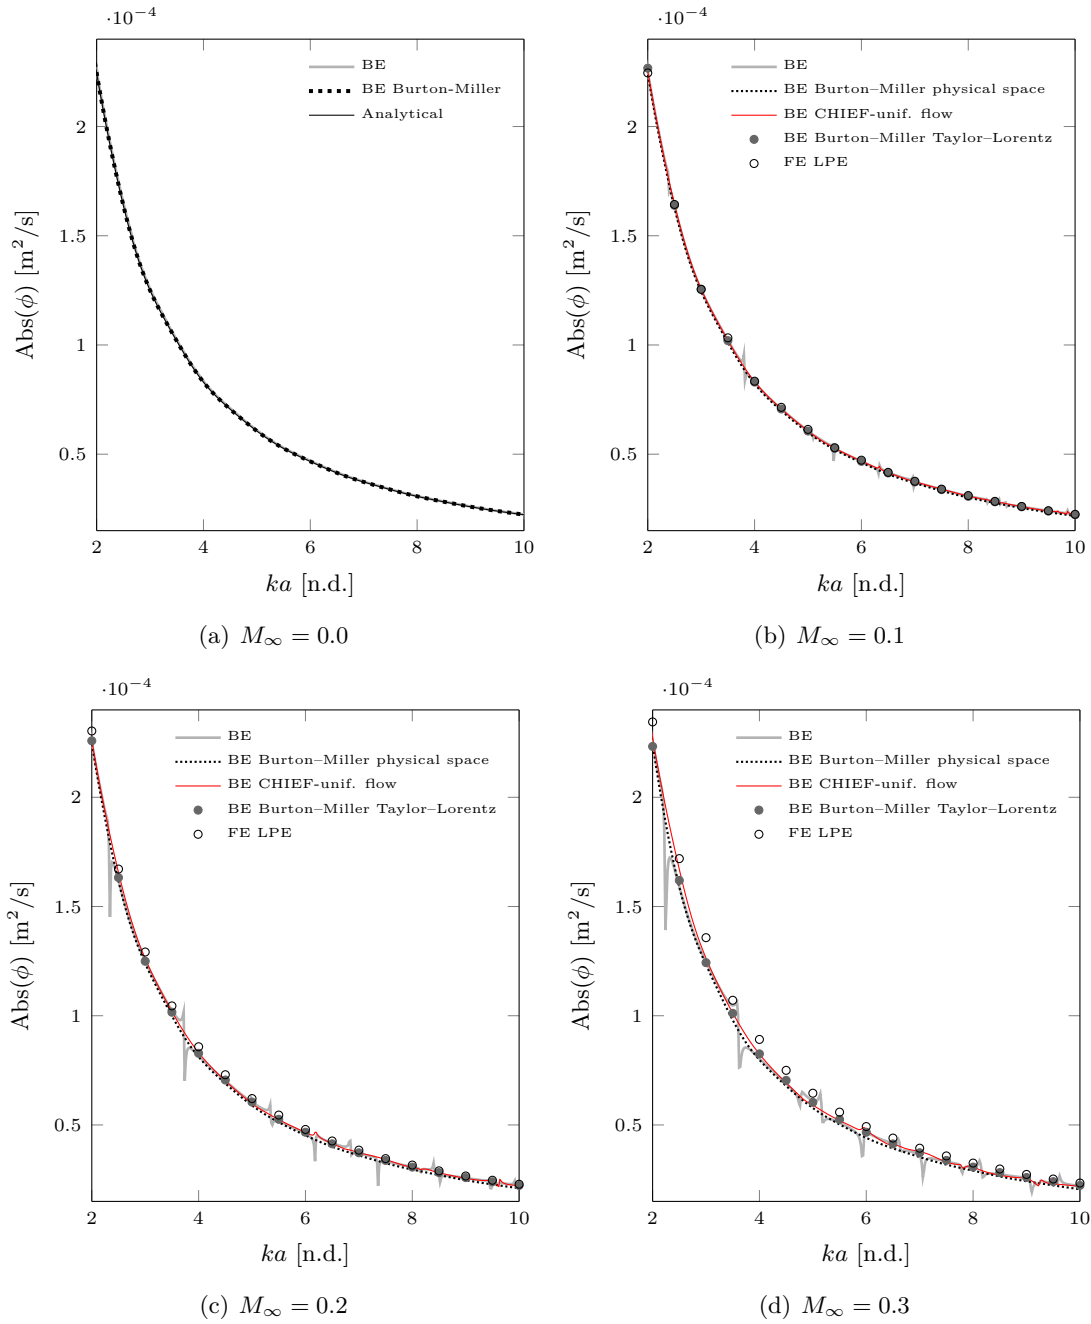 ·10⁻⁴
BE
BE Burton-Miller
Analytical
2
1.5
1
0.5
Abs(ϕ) [m²/s]
2 4 6 8 10
ka [n.d.]
(a) M∞ = 0.0
·10⁻⁴
BE
BE Burton–Miller physical space
BE CHIEF-unif. flow
BE Burton–Miller Taylor–Lorentz
FE LPE
2
1.5
1
0.5
Abs(ϕ) [m²/s]
2 4 6 8 10
ka [n.d.]
(b) M∞ = 0.1
·10⁻⁴
BE
BE Burton–Miller physical space
BE CHIEF-unif. flow
BE Burton–Miller Taylor–Lorentz
FE LPE
2
1.5
1
0.5
Abs(ϕ) [m²/s]
2 4 6 8 10
ka [n.d.]
(c) M∞ = 0.2
·10⁻⁴
BE
BE Burton–Miller physical space
BE CHIEF-unif. flow
BE Burton–Miller Taylor–Lorentz
FE LPE
2
1.5
1
0.5
Abs(ϕ) [m²/s]
2 4 6 8 10
ka [n.d.]
(d) M∞ = 0.3